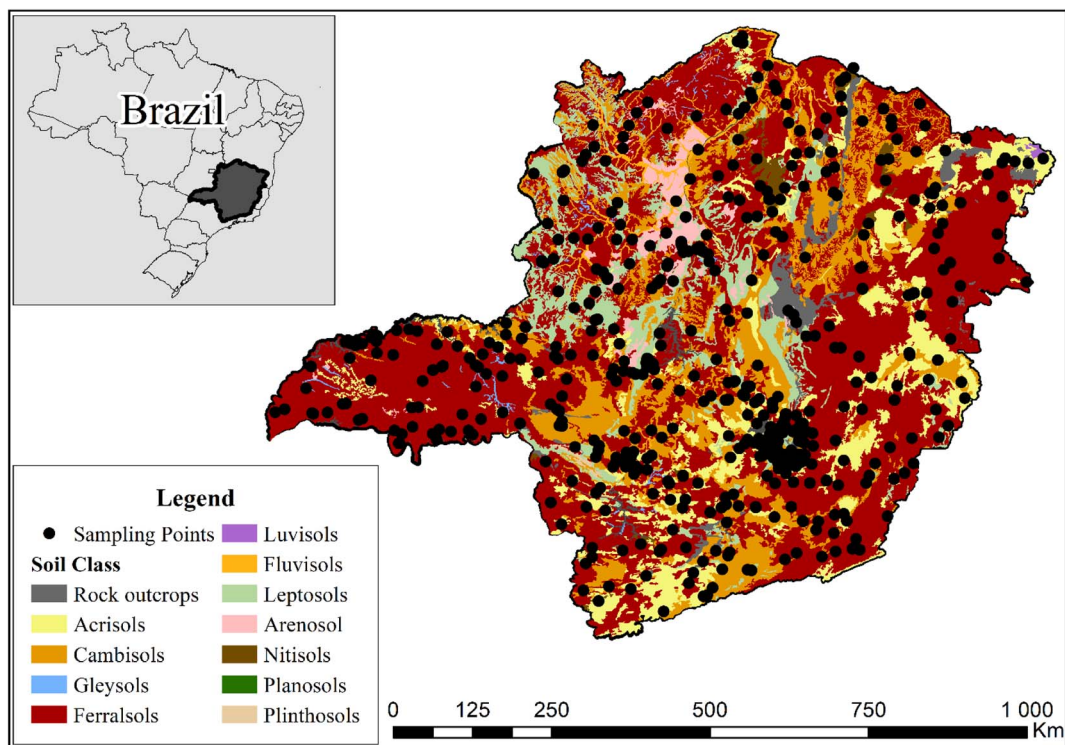 Brazil
Legend
Sampling Points
Soil Class
Rock outcrops
Acrisols
Cambisols
Gleysols
Ferralsols
Luvisols
Fluvisols
Leptosols
Arenosol
Nitisols
Planosols
Plinthosols
0 125 250 500 750 1 000
Km